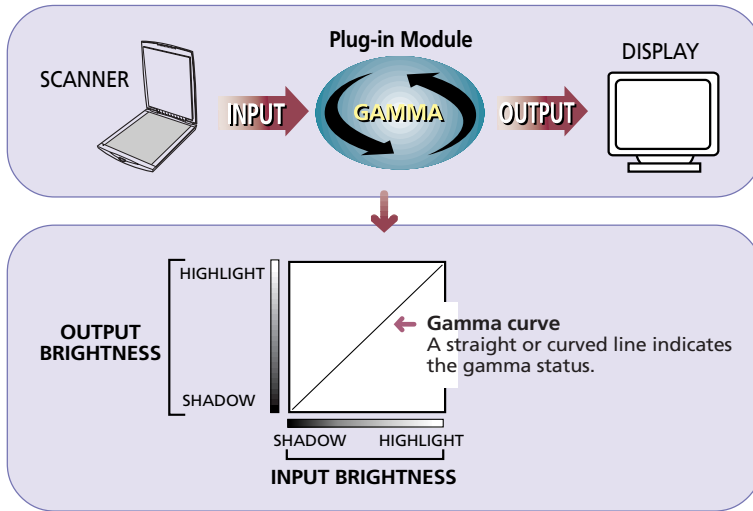 Plug-in Module
SCANNER
DISPLAY
INPUT
GAMMA
OUTPUT
HIGHLIGHT
OUTPUT
BRIGHTNESS
Gamma curve
A straight or curved line indicates
the gamma status.
SHADOW
SHADOW HIGHLIGHT
INPUT BRIGHTNESS